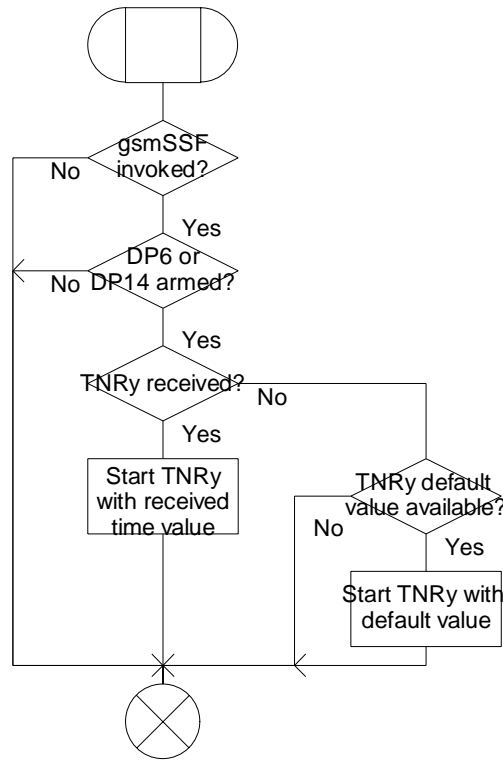 gsmSSF
invoked?
No
Yes
DP6 or
DP14 armed?
No
Yes
TNRy received?
No
Yes
Start TNRy
with received
time value
TNRy default
value available?
No
Yes
Start TNRy with
default value